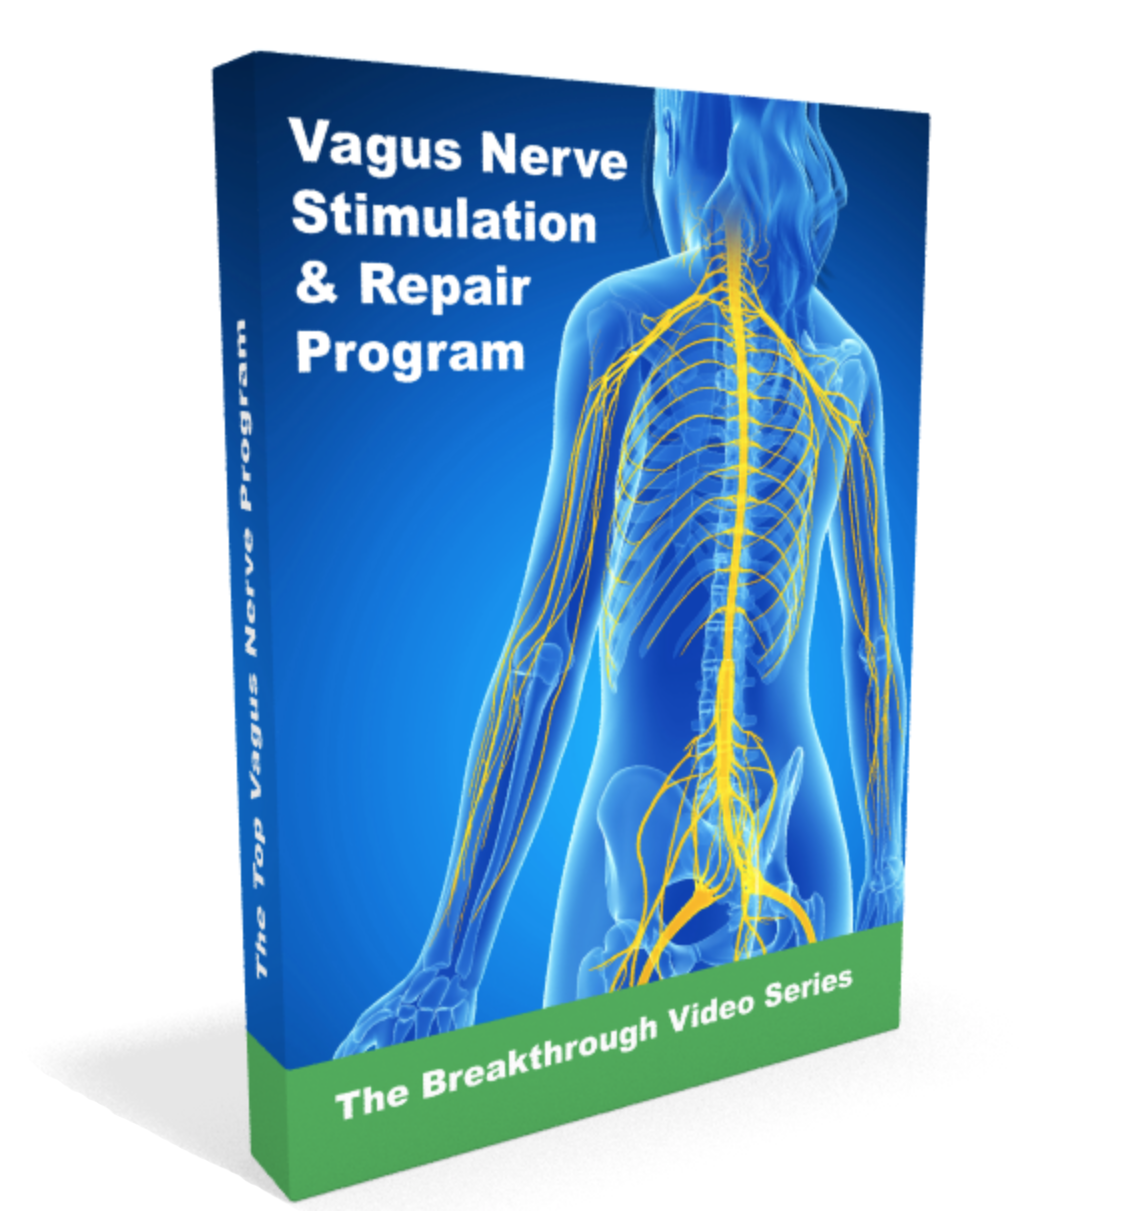 Vagus Nerve
Stimulation
& Repair
Program
The Breakthrough Video Series
The Top Vagus Nerve Program